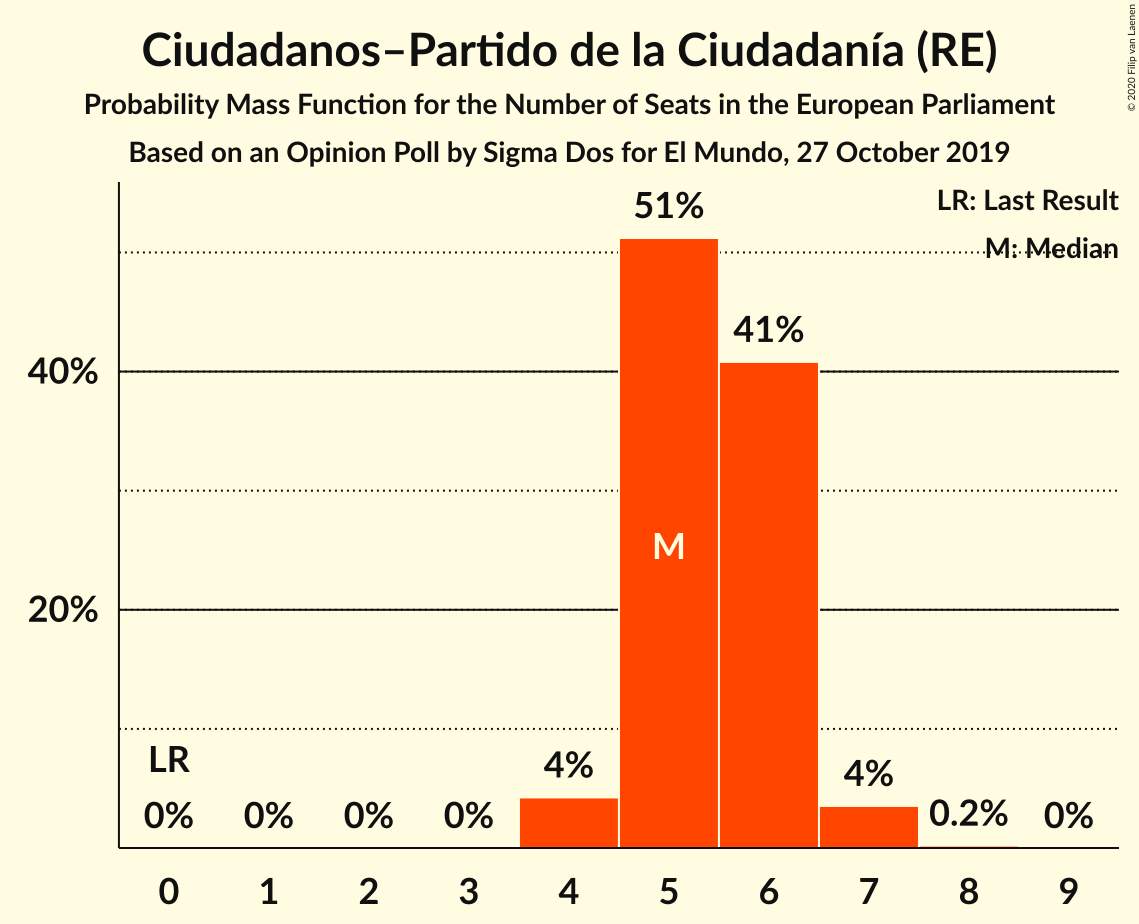 Ciudadanos–Partido de la Ciudadanía (RE)
Probability Mass Function for the Number of Seats in the European Parliament
Based on an Opinion Poll by Sigma Dos for El Mundo, 27 October 2019
© 2020 Filip van Laenen
LR: Last Result
M: Median
51%
41%
40%
M
20%
LR
0%
0%
0%
0%
4%
4%
0.2%
0%
0
1
2
3
4
5
6
7
8
9